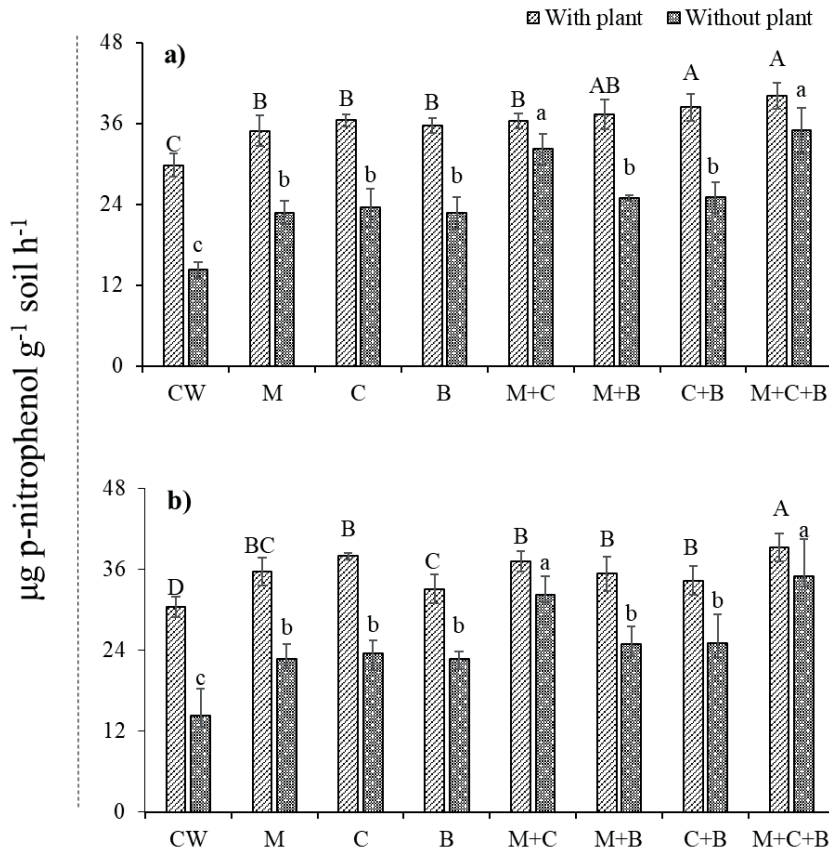 With plant Without plant
µg p-nitrophenol g-1 soil h-1
a)
48
36
24
12
0
C c B b B b B b B a AB b A b A a
CW M C B M+C M+B C+B M+C+B
b)
48
36
24
12
0
D c BC b B b C b B a B b B b A a
CW M C B M+C M+B C+B M+C+B